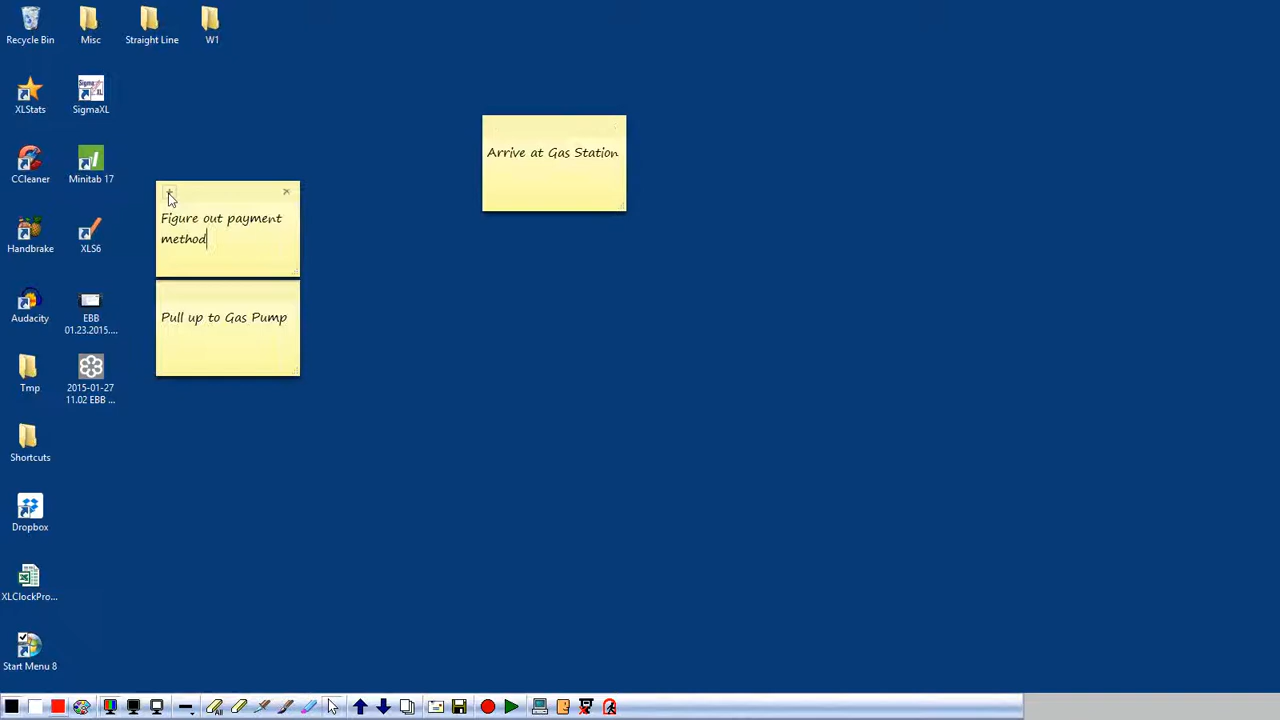 Recycle Bin
Misc
Straight Line
W1
XLStats
SigmaXL
CCleaner
Minitab 17
Handbrake
XLS6
Audacity
EBB
01.23.2015....
Tmp
2015-01-27
11.02 EBB ...
Shortcuts
Dropbox
XLClockPro...
Start Menu 8
Figure out payment
method
Pull up to Gas Pump
Arrive at Gas Station